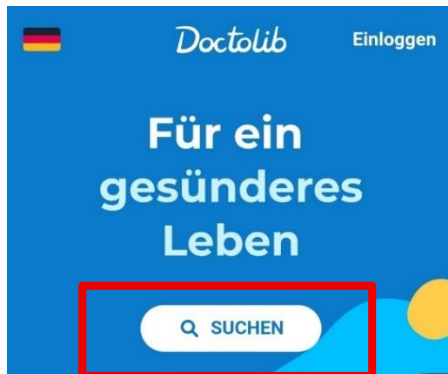 Doctolib Einloggen
Für ein
gesünderes
Leben
SUCHEN